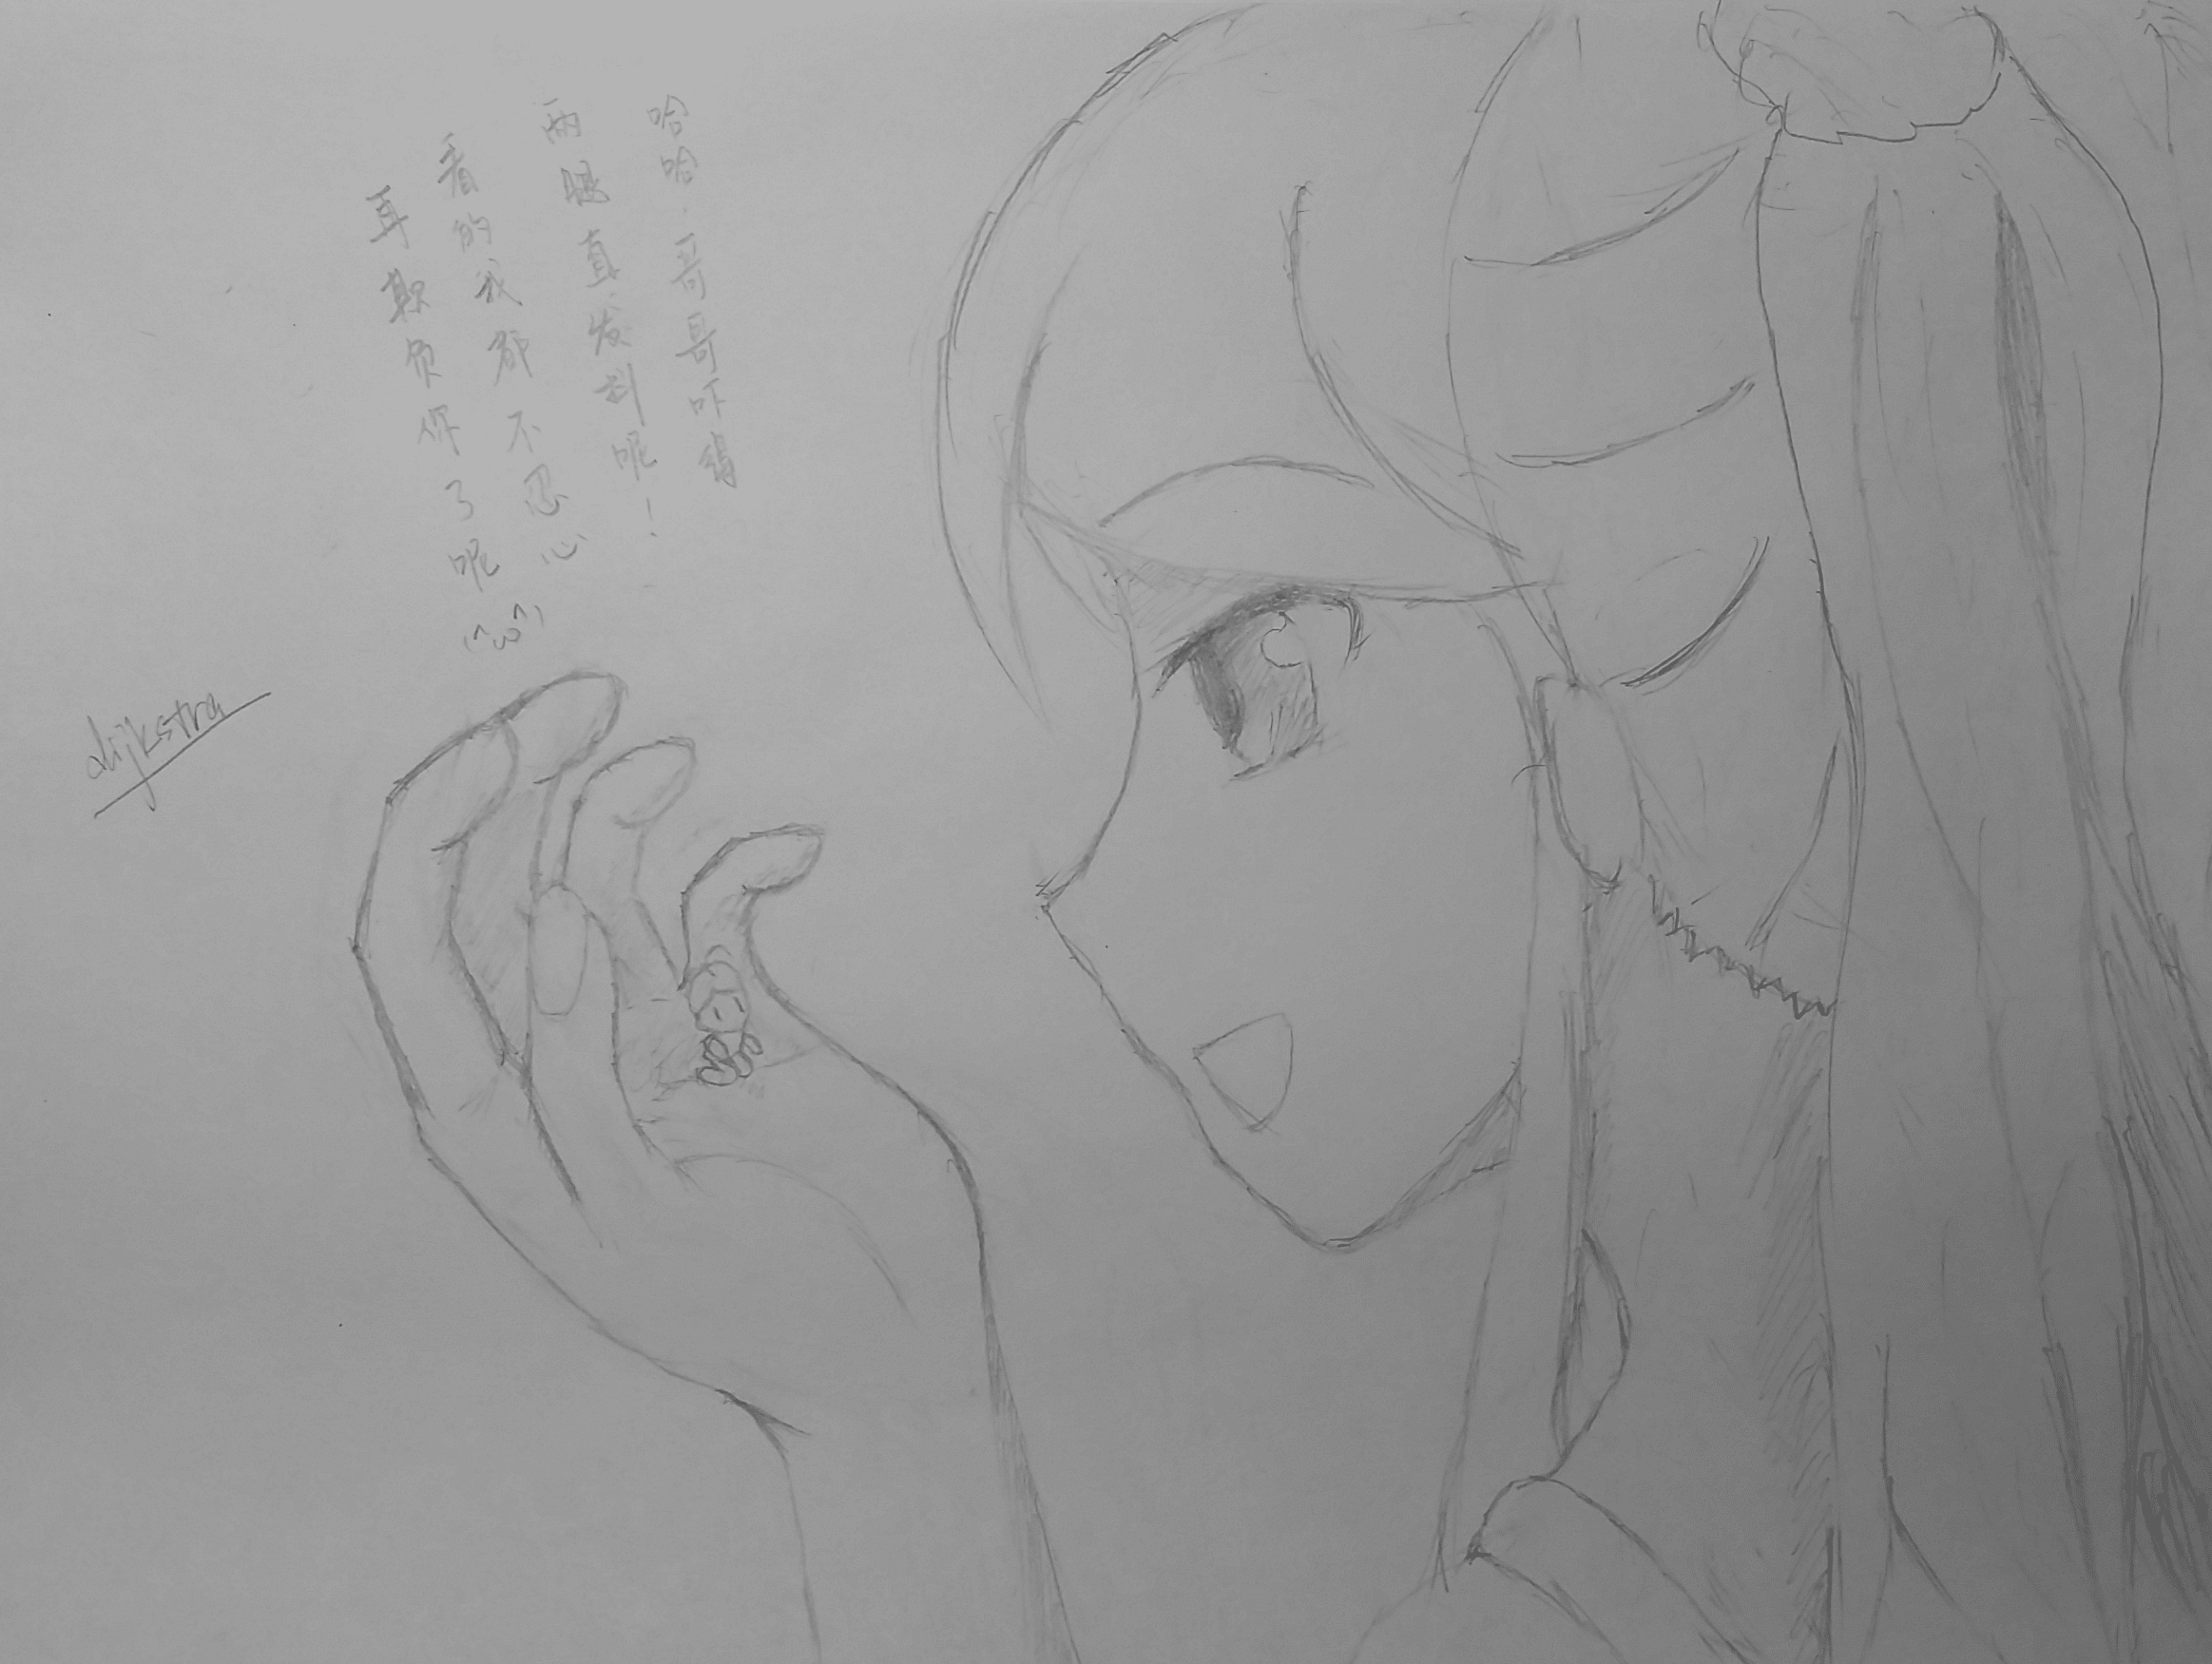 哈哈．哥哥吓得
两腿直发抖呢！
看的我都不忍心
再欺负你了呢(^ω^)
dijkstra